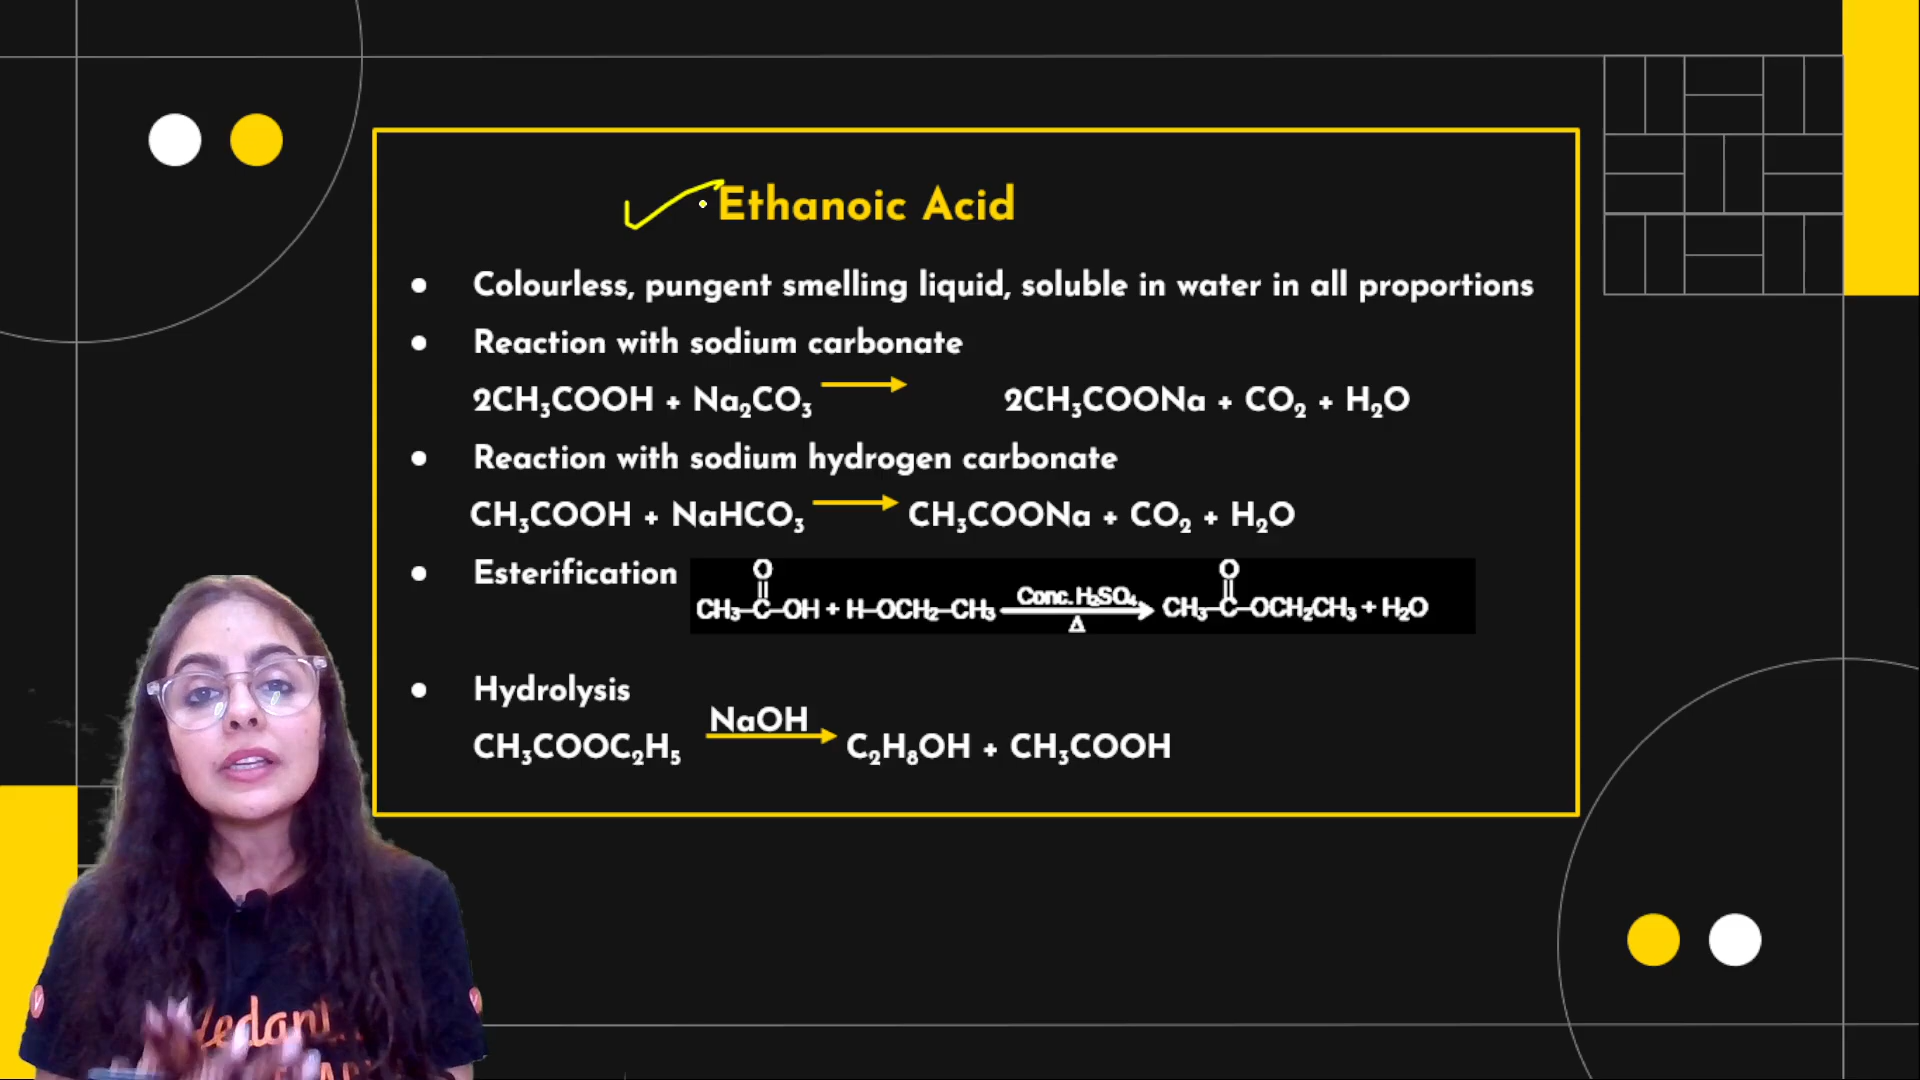 Ethanoic Acid
● Colourless, pungent smelling liquid, soluble in water in all proportions
● Reaction with sodium carbonate
2CH₃COOH + Na₂CO₃ → 2CH₃COONa + CO₂ + H₂O
● Reaction with sodium hydrogen carbonate
CH₃COOH + NaHCO₃ → CH₃COONa + CO₂ + H₂O
● Esterification
O O
CH₃–C–OH + H–OCH₂–CH₃ Conc. H₂SO₄ → CH₃–C–OCH₂CH₃ + H₂O
Δ
● Hydrolysis
NaOH
CH₃COOC₂H₅ → C₂H₈OH + CH₃COOH